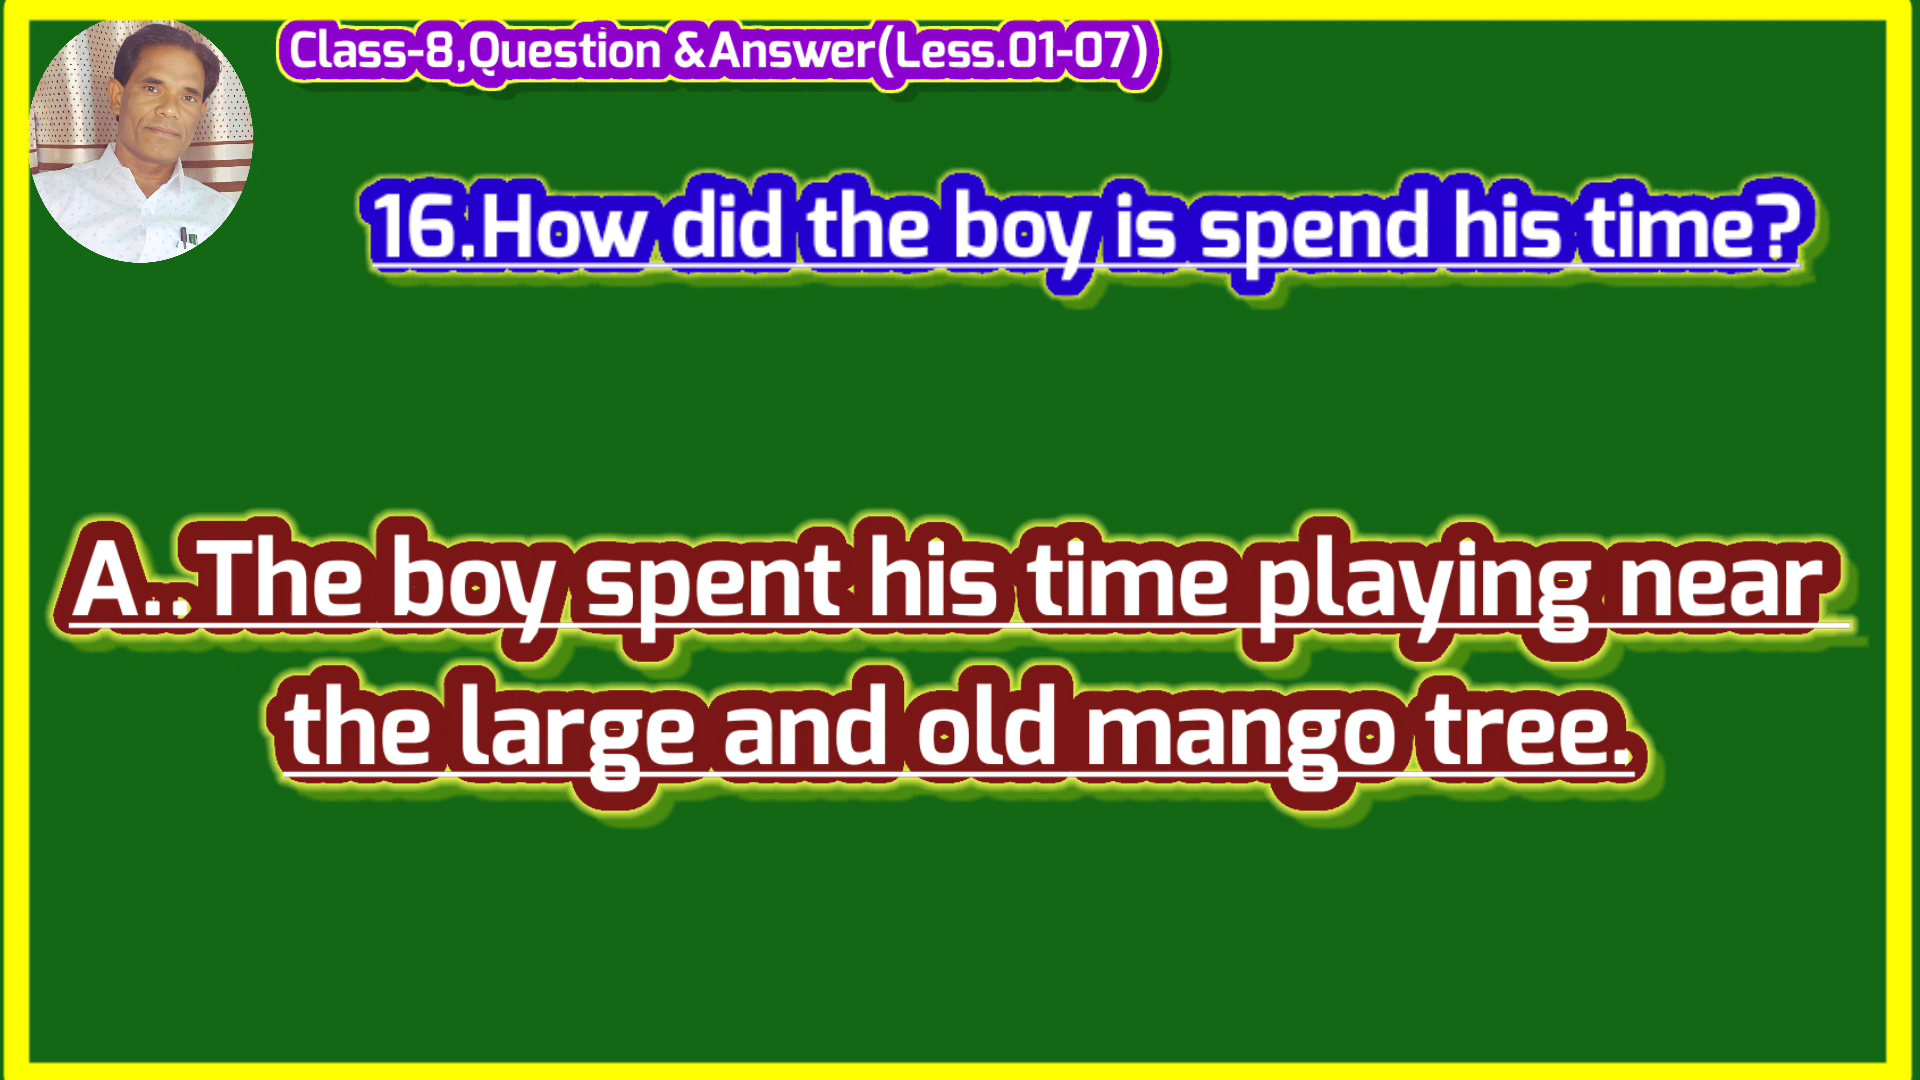 Class-8,Question &Answer(Less.01-07)
16.How did the boy is spend his time?
A..The boy spent his time playing near
the large and old mango tree.